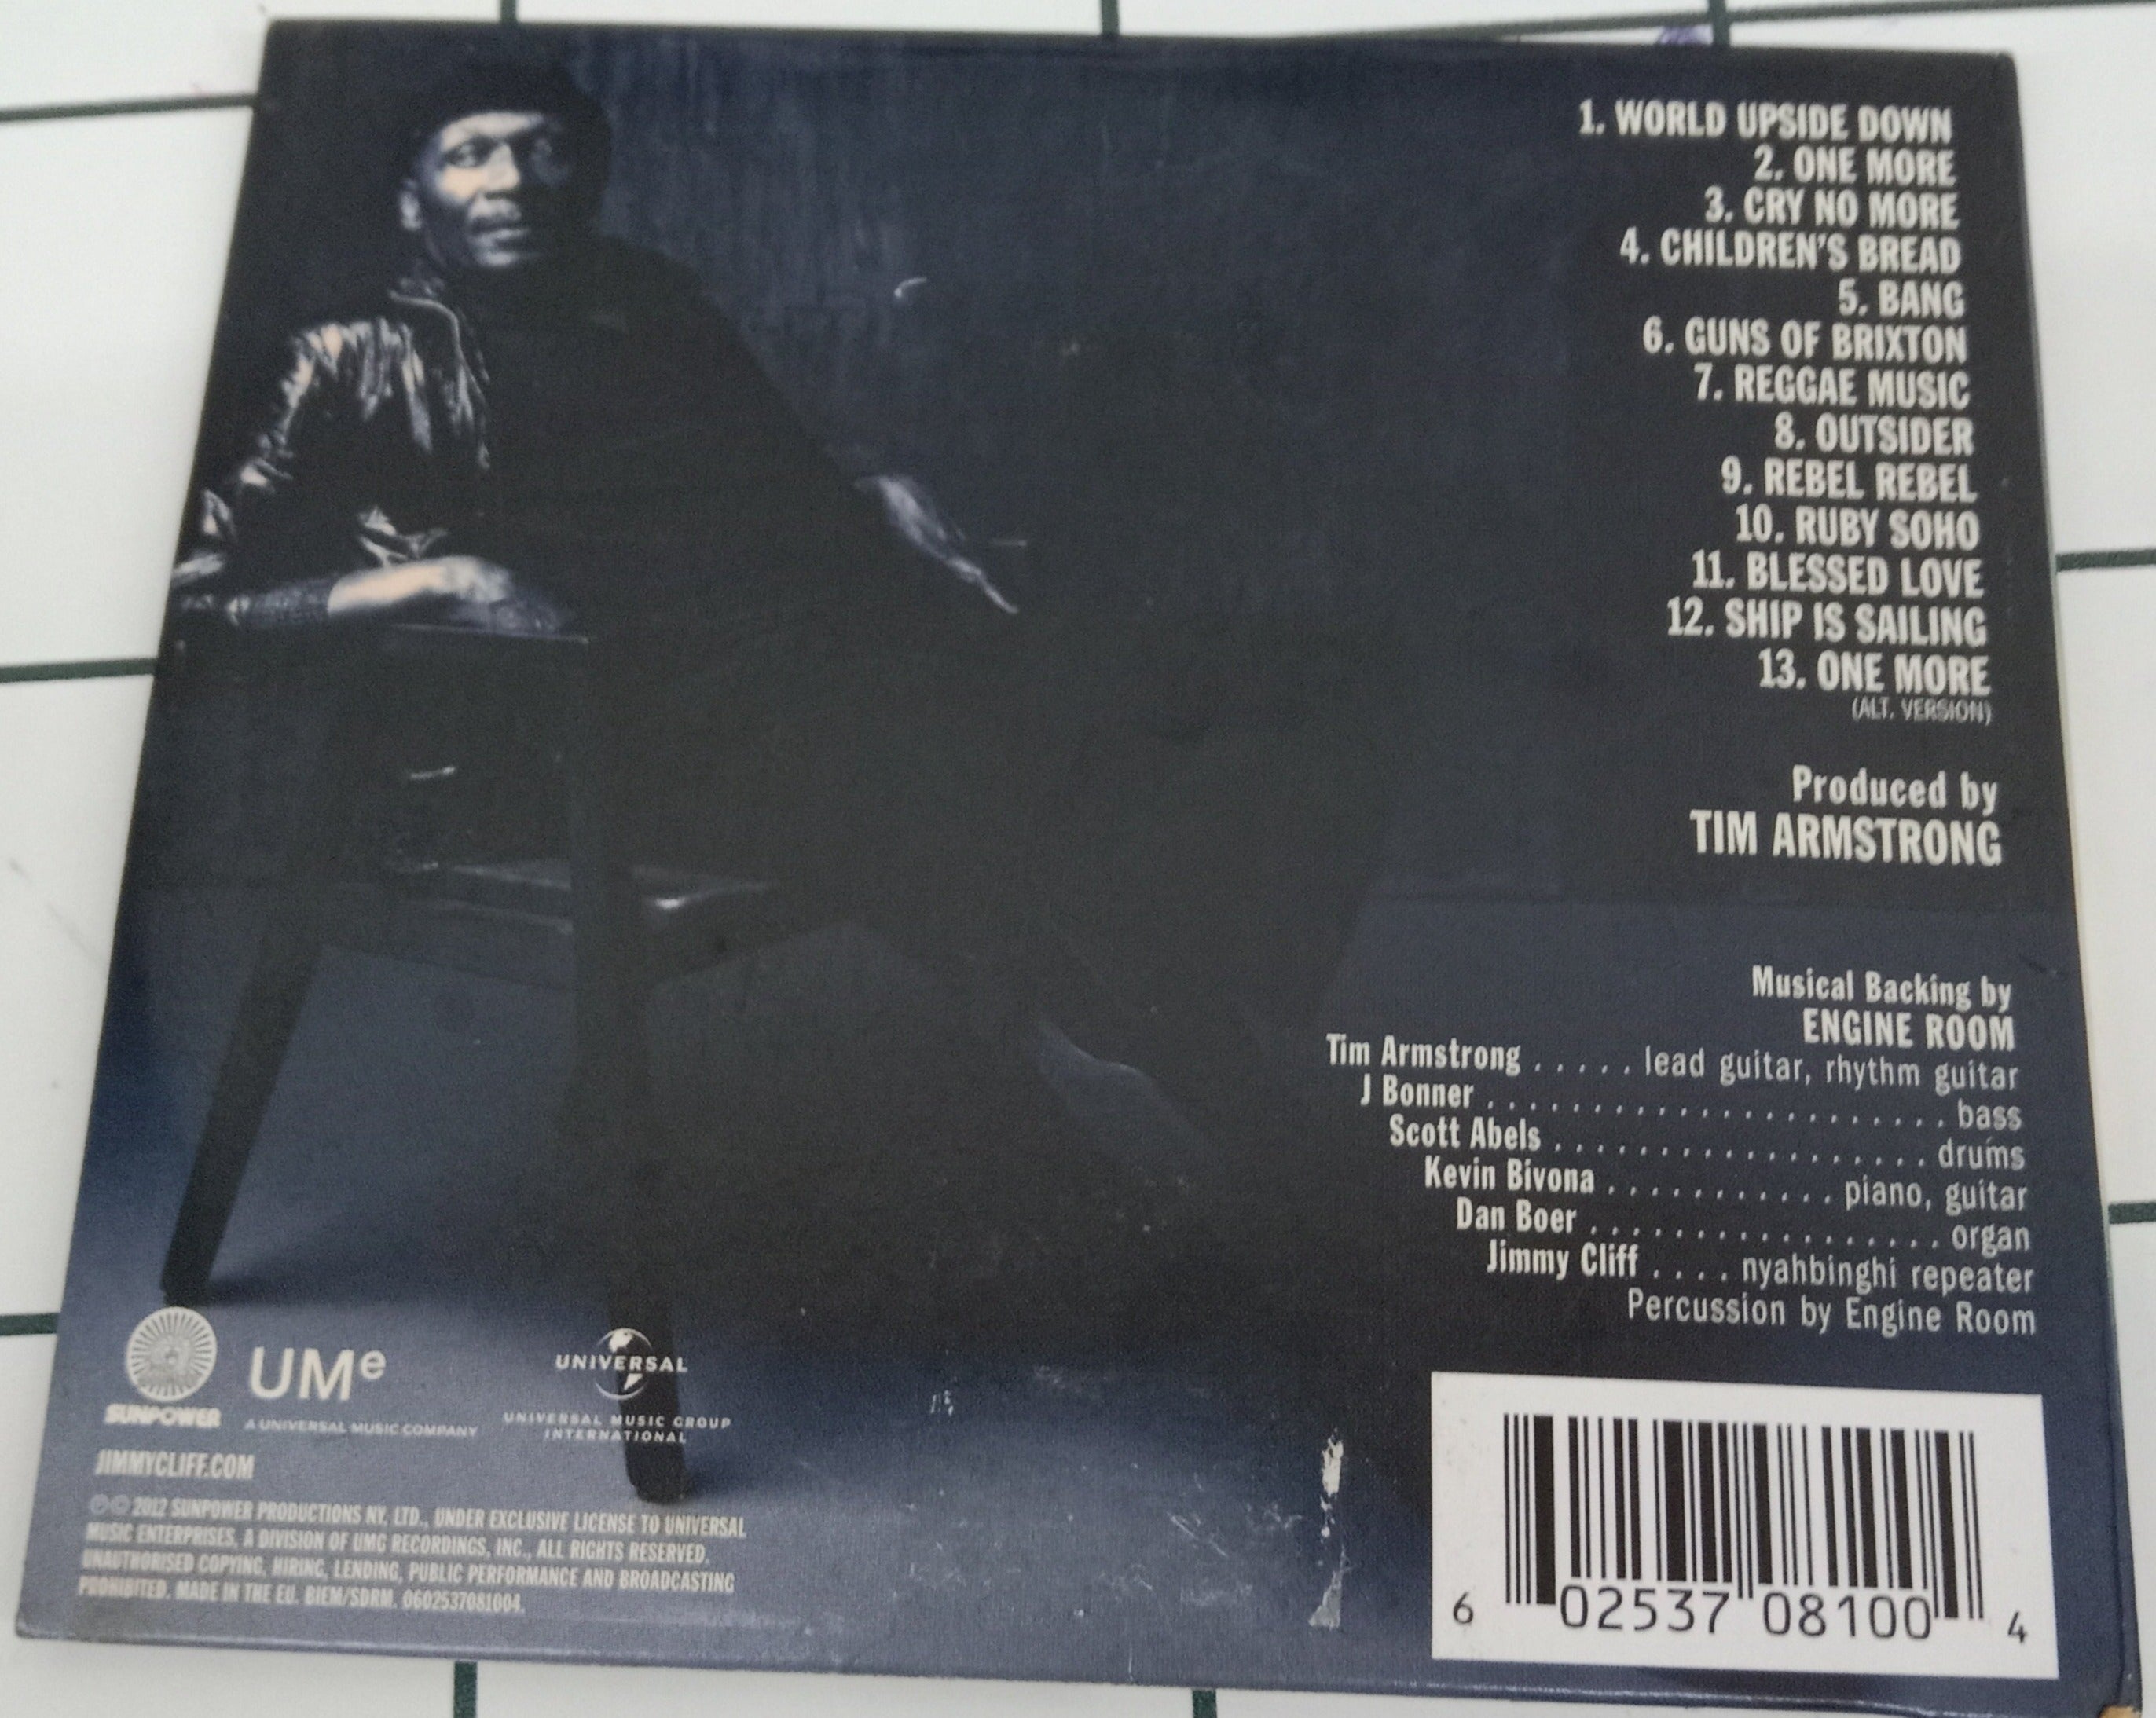 1. WORLD UPSIDE DOWN
2. ONE MORE
3. CRY NO MORE
4. CHILDREN'S BREAD
5. BANG
6. GUNS OF BRIXTON
7. REGGAE MUSIC
8. OUTSIDER
9. REBEL REBEL
10. RUBY SOHO
11. BLESSED LOVE
12. SHIP IS SAILING
13. ONE MORE
(ALT. VERSION)
Produced by
TIM ARMSTRONG
Musical Backing by
ENGINE ROOM
Tim Armstrong . . . . . lead guitar, rhythm guitar
J Bonner . . . . . . . . . . . . . . . . . . . . . . bass
Scott Abels . . . . . . . . . . . . . . . . . . drums
Kevin Bivona . . . . . . . . . . . piano, guitar
Dan Boer . . . . . . . . . . . . . . . . . organ
Jimmy Cliff . . . . nyahbinghi repeater
Percussion by Engine Room
SUNPOWER
UMe
A UNIVERSAL MUSIC COMPANY
UNIVERSAL
UNIVERSAL MUSIC GROUP
INTERNATIONAL
JIMMYCLIFF.COM
℗© 2012 SUNPOWER PRODUCTIONS NY, LTD., UNDER EXCLUSIVE LICENSE TO UNIVERSAL
MUSIC ENTERPRISES, A DIVISION OF UMG RECORDINGS, INC., ALL RIGHTS RESERVED.
UNAUTHORISED COPYING, HIRING, LENDING, PUBLIC PERFORMANCE AND BROADCASTING
PROHIBITED. MADE IN THE EU. BIEM/SDRM. 0602537081004.
6 02537 08100 4